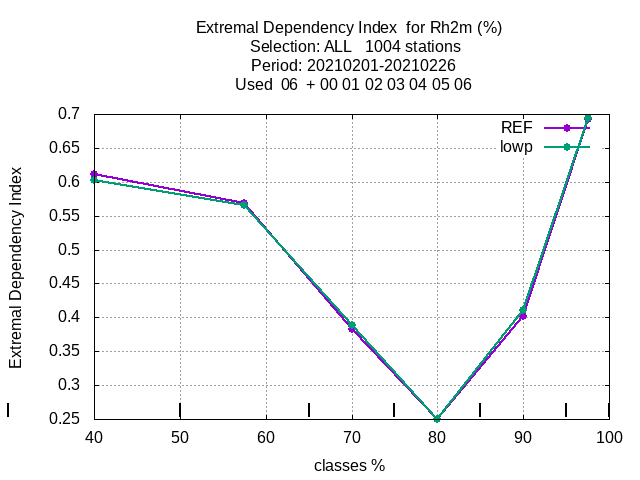 Extremal Dependency Index  for Rh2m (%)
Selection: ALL   1004 stations
Period: 20210201-20210226
Used  06  + 00 01 02 03 04 05 06
REF
lowp
Extremal Dependency Index
0.7
0.65
0.6
0.55
0.5
0.45
0.4
0.35
0.3
0.25
40 50 60 70 80 90 100
classes %